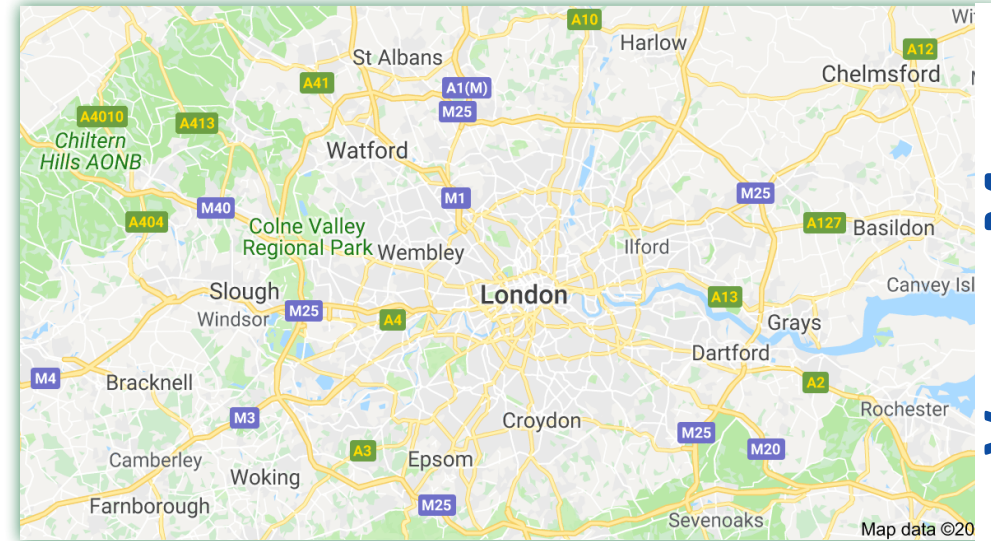 A10
Wi
Harlow
A12
St Albans
Chelmsford
A41
A1(M)
M25
A4010
A413
Chiltern
Hills AONB
Watford
M1
M25
M40
A404
Colne Valley
Regional Park
Wembley
Ilford
A127
Basildon
Slough
London
Canvey Isl
Windsor
M25
A4
A13
Grays
Dartford
M4
Bracknell
A2
Rochester
M3
Croydon
M25
M20
A3
Camberley
Epsom
Woking
Farnborough
M25
Sevenoaks
Map data ©20